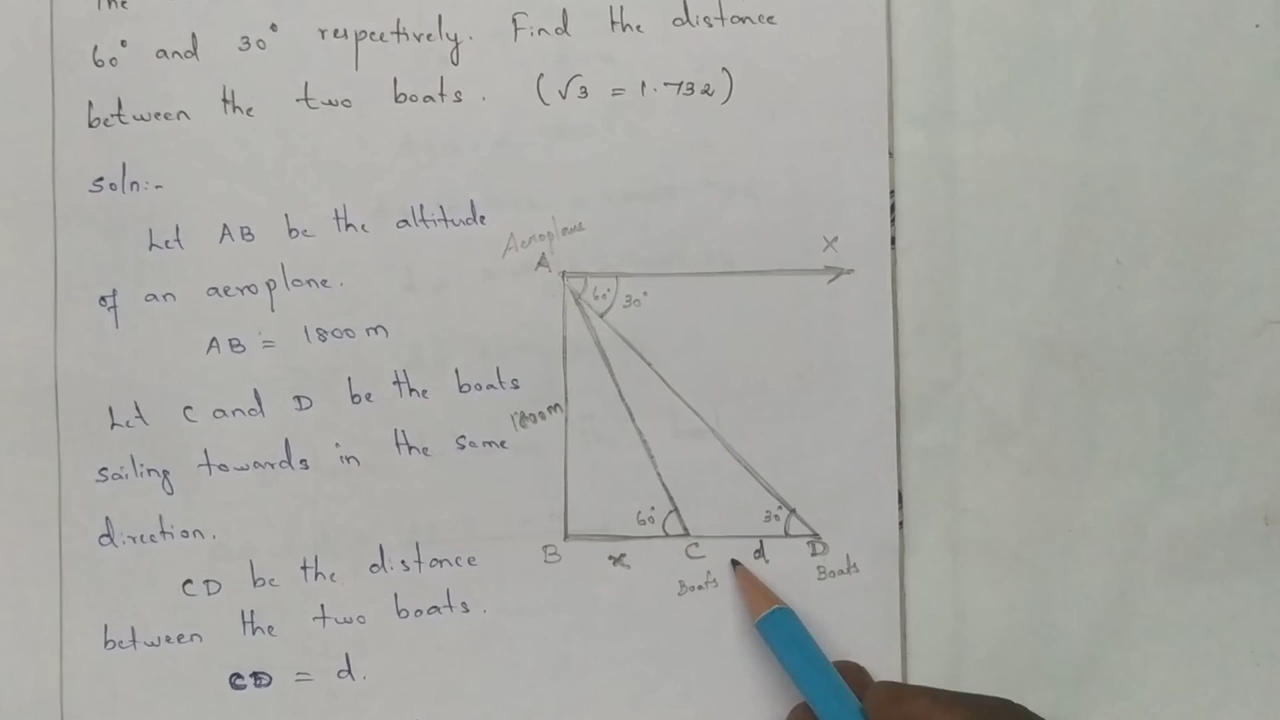 The
60° and 30° respectively. Find the distance
between the two boats. (√3 = 1.732)
Soln:-
Let AB be the altitude
of an aeroplane.
AB = 1800 m
Let C and D be the boats
sailing towards in the same
direction.
CD be the distance
between the two boats.
CD = d.
Aeroplane
A
X
60°
30°
1800m
60°
30°
B
x
C
d
D
Boats
Boats